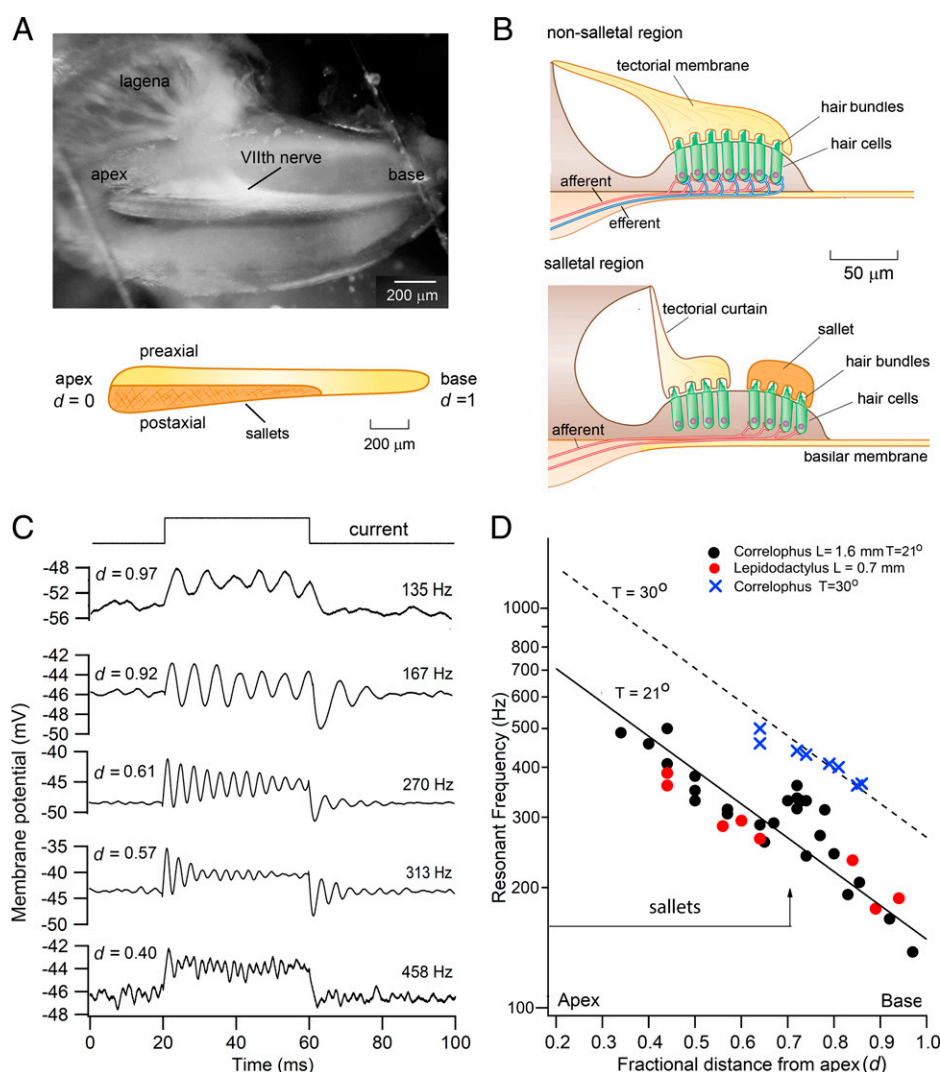 A
lagena
VIIth nerve
apex
base
200 μm
preaxial
apex
d = 0
base
d =1
postaxial
sallets
200 μm
B
non-salletal region
tectorial membrane
hair bundles
hair cells
afferent
efferent
50 μm
salletal region
tectorial curtain
sallet
hair bundles
hair cells
afferent
basilar membrane
C
current
Membrane potential (mV)
-48
-52
-56
d = 0.97
135 Hz
-42
-44
-46
-48
-50
d = 0.92
167 Hz
-40
-45
-50
d = 0.61
270 Hz
-35
-40
-45
-50
d = 0.57
313 Hz
-42
-44
-46
-48
d = 0.40
458 Hz
0 20 40 60 80 100
Time (ms)
D
Correlophus L= 1.6 mm T=21o
Lepidodactylus L = 0.7 mm
Correlophus T=30o
Resonant Frequency (Hz)
1000
700
600
500
400
300
200
100
T = 30o
T = 21o
sallets
Apex
Base
0.2 0.3 0.4 0.5 0.6 0.7 0.8 0.9 1.0
Fractional distance from apex (d)